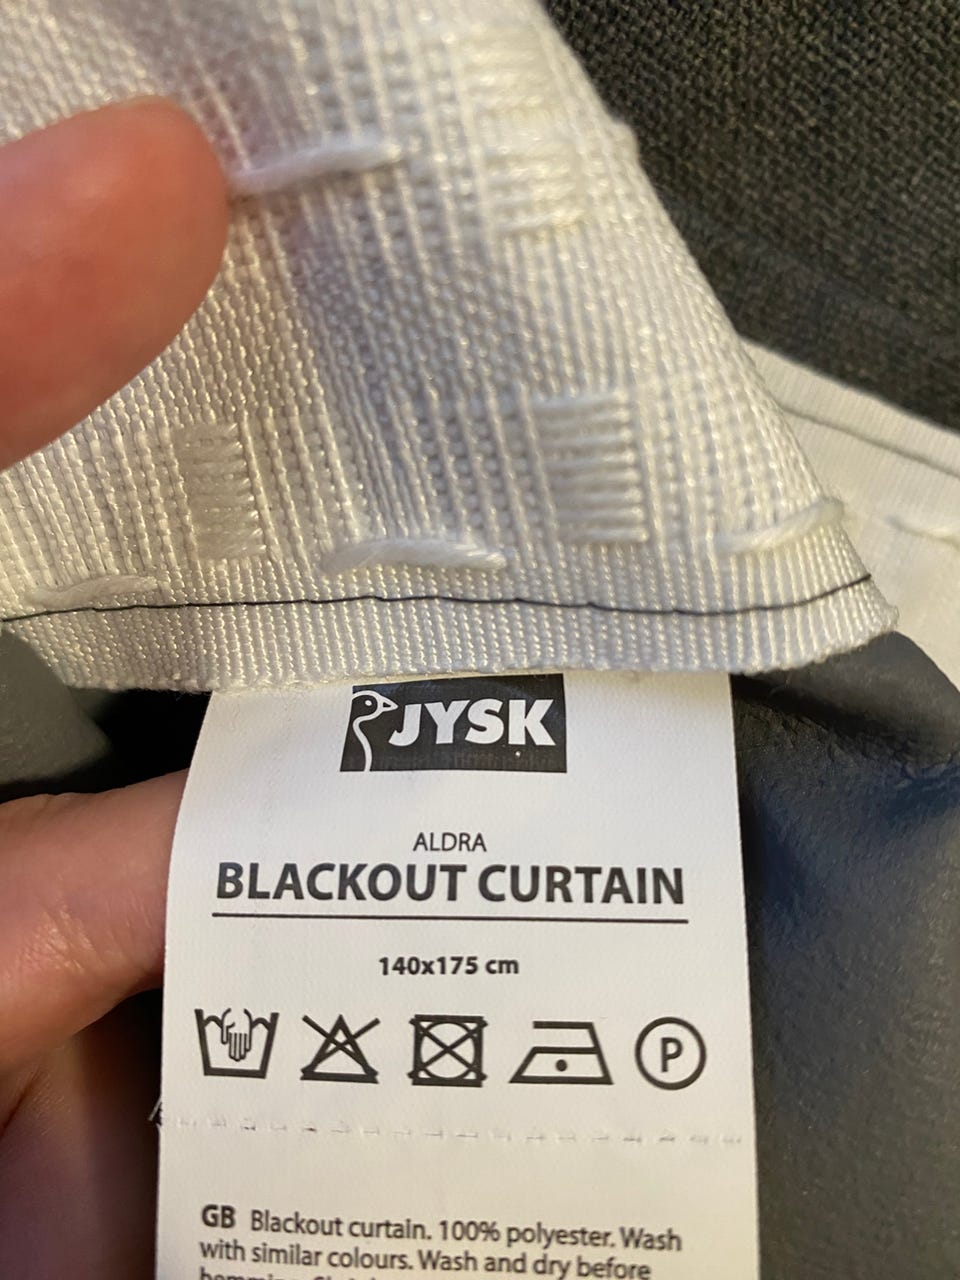 JYSK
ALDRA
BLACKOUT CURTAIN
140x175 cm
P
GB Blackout curtain. 100% polyester. Wash
with similar colours. Wash and dry before